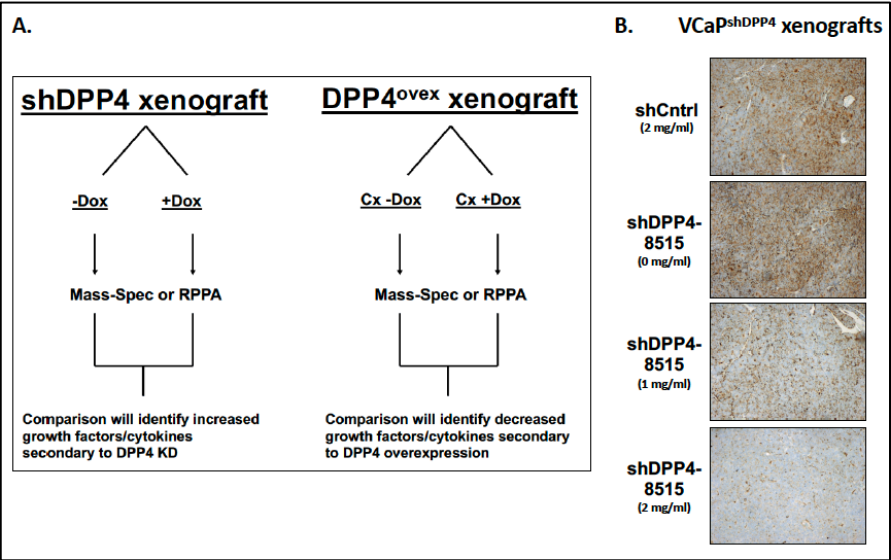 A.
shDPP4 xenograft
DPP4ovex xenograft
-Dox
+Dox
Cx -Dox
Cx +Dox
Mass-Spec or RPPA
Mass-Spec or RPPA
Comparison will identify increased
growth factors/cytokines
secondary to DPP4 KD
Comparison will identify decreased
growth factors/cytokines secondary
to DPP4 overexpression
B.
VCaPshDPP4 xenografts
shCntrl
(2 mg/ml)
shDPP4-
8515
(0 mg/ml)
shDPP4-
8515
(1 mg/ml)
shDPP4-
8515
(2 mg/ml)